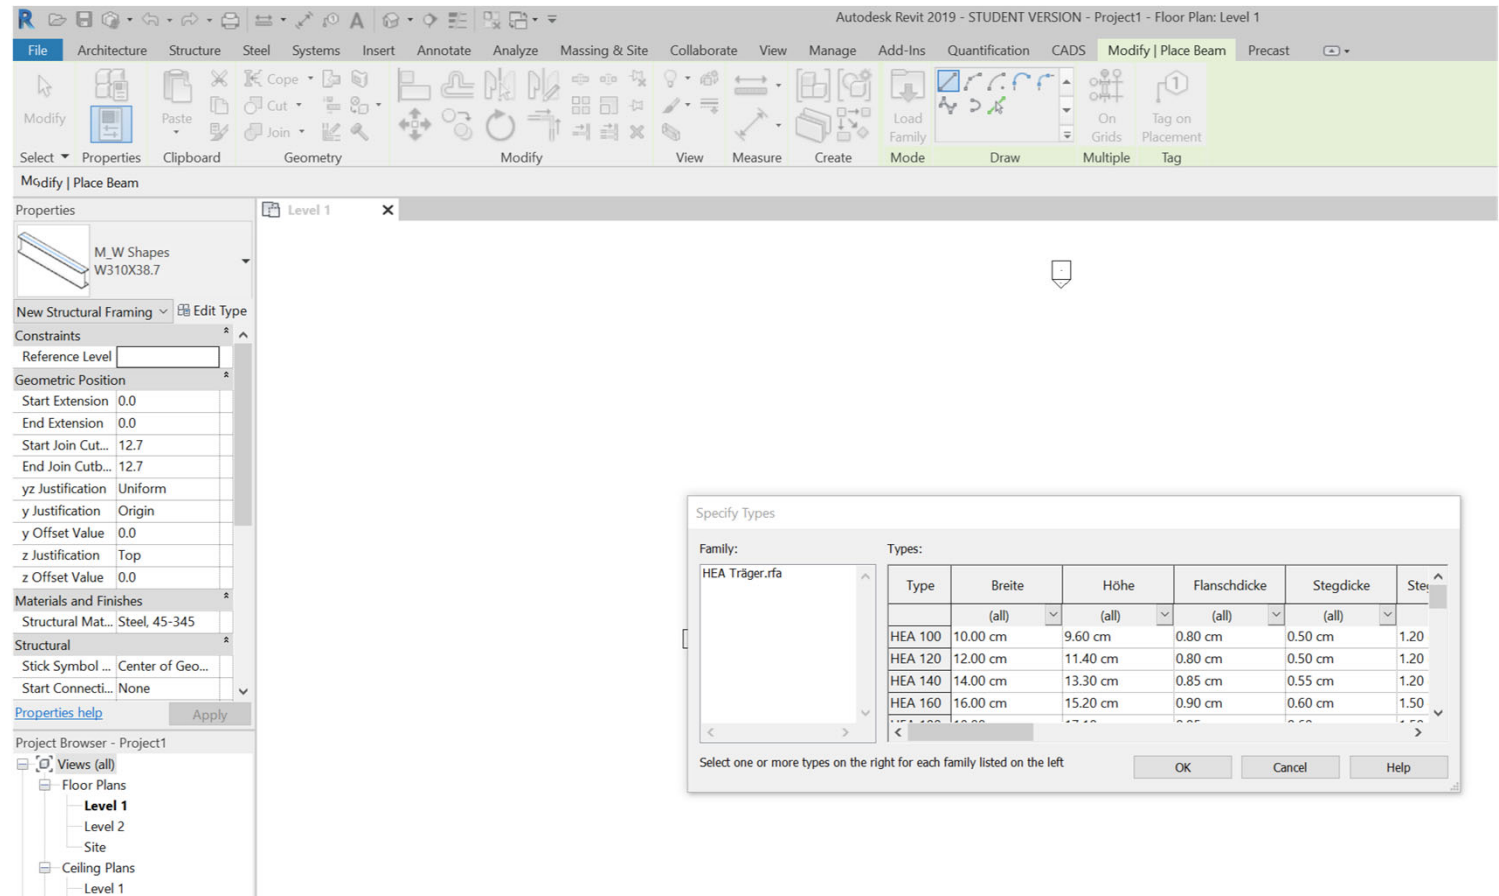 Autodesk Revit 2019 - STUDENT VERSION - Project1 - Floor Plan: Level 1
File Architecture Structure Steel Systems Insert Annotate Analyze Massing & Site Collaborate View Manage Add-Ins Quantification CADS Modify | Place Beam Precast
Modify
Paste
Cope
Cut
Join
Load Family
On Grids
Tag on Placement
Select Properties Clipboard Geometry Modify View Measure Create Mode Draw Multiple Tag
Modify | Place Beam
Properties
Level 1
M_W Shapes
W310X38.7
New Structural Framing Edit Type
Constraints
Reference Level
Geometric Position
Start Extension 0.0
End Extension 0.0
Start Join Cut... 12.7
End Join Cutb... 12.7
yz Justification Uniform
y Justification Origin
y Offset Value 0.0
z Justification Top
z Offset Value 0.0
Materials and Finishes
Structural Mat... Steel, 45-345
Structural
Stick Symbol ... Center of Geo...
Start Connecti... None
Properties help Apply
Project Browser - Project1
Views (all)
Floor Plans
Level 1
Level 2
Site
Ceiling Plans
Level 1
Specify Types
Family: Types:
HEA Träger.rfa
Type Breite Höhe Flanschdicke Stegdicke
(all) (all) (all) (all)
HEA 100 10.00 cm 9.60 cm 0.80 cm 0.50 cm 1.20
HEA 120 12.00 cm 11.40 cm 0.80 cm 0.50 cm 1.20
HEA 140 14.00 cm 13.30 cm 0.85 cm 0.55 cm 1.20
HEA 160 16.00 cm 15.20 cm 0.90 cm 0.60 cm 1.50
Select one or more types on the right for each family listed on the left
OK Cancel Help